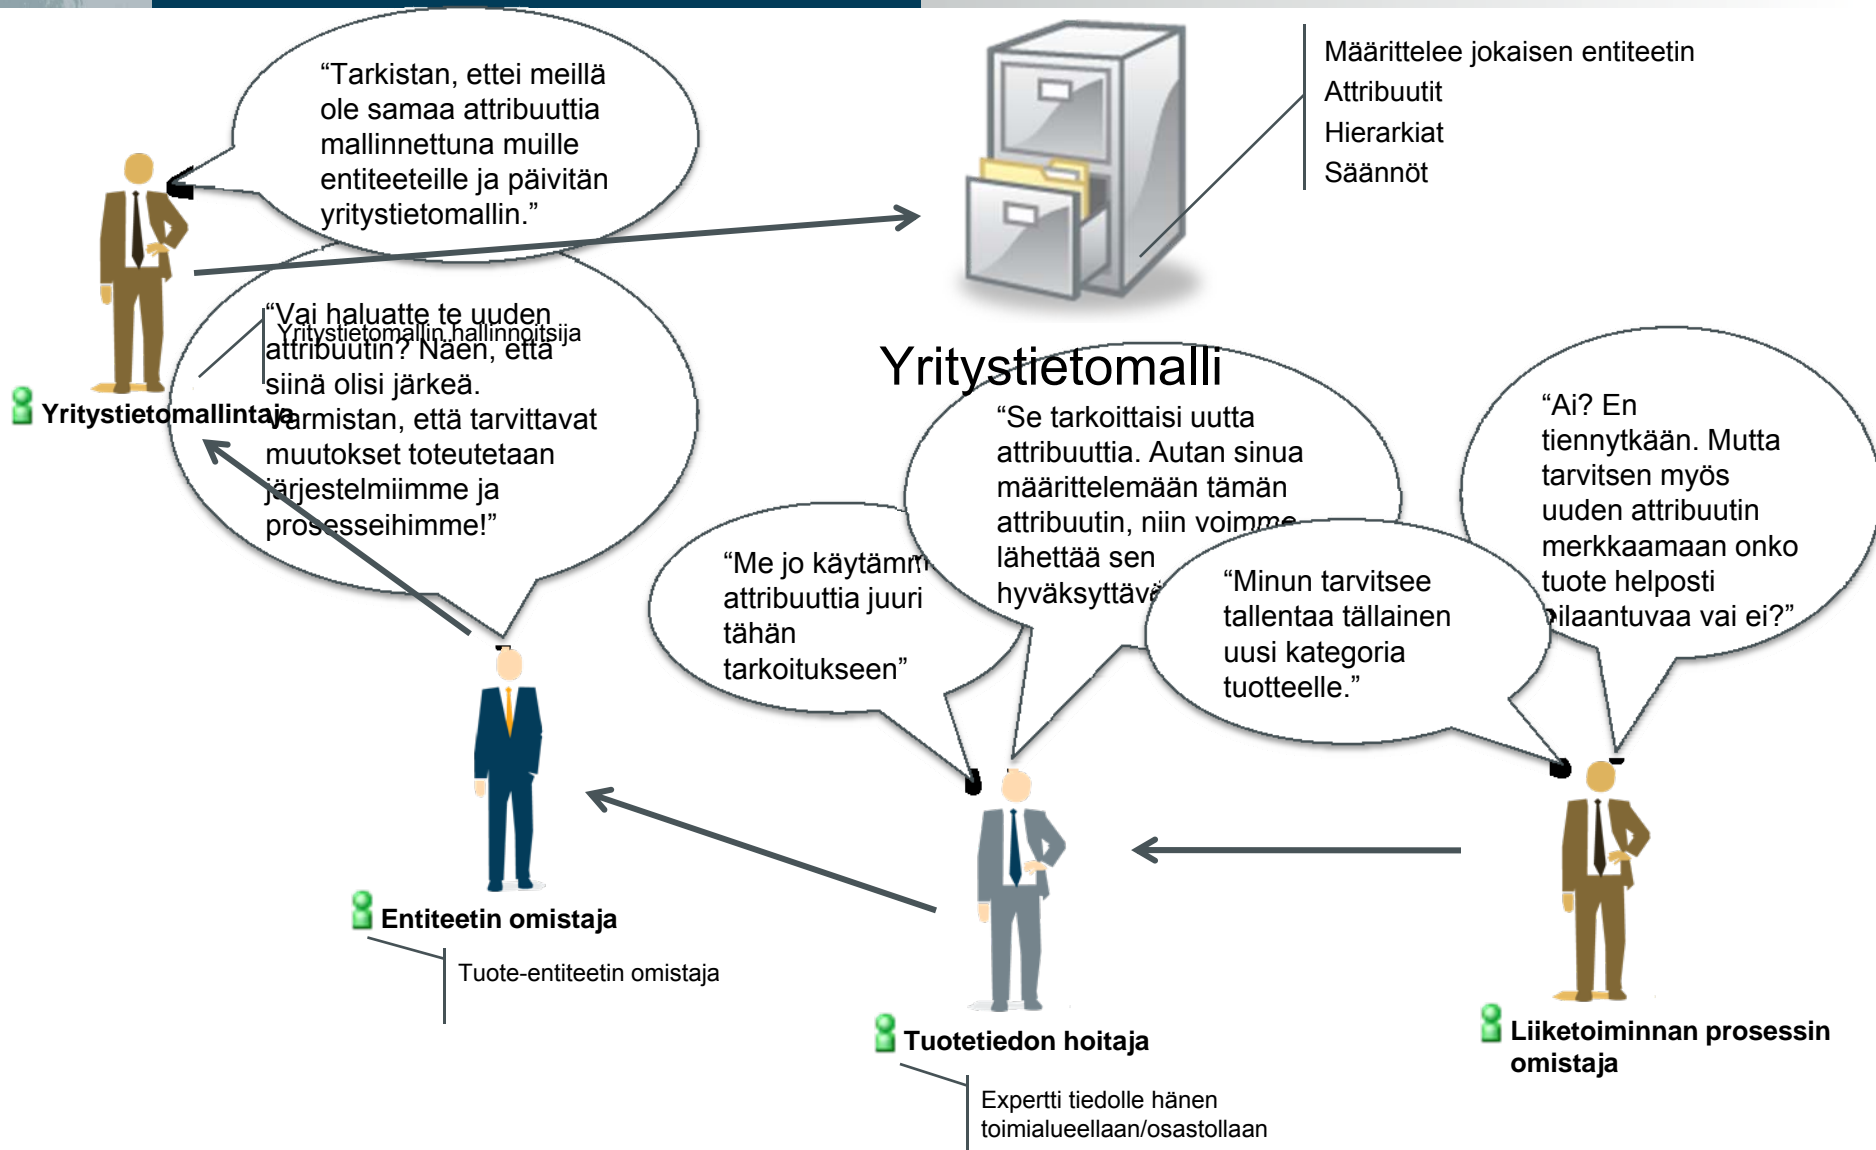 “Tarkistan, ettei meillä
ole samaa attribuuttia
mallinnettuna muille
entiteeteille ja päivitän
yritystietomallin.”
Määrittelee jokaisen entiteetin
Attribuutit
Hierarkiat
Säännöt
“Vai haluatte te uuden
attribuutin? Näen, että
siinä olisi järkeä.
Varmistan, että tarvittavat
muutokset toteutetaan
järjestelmiimme ja
prosesseihimme!”
Yritystietomallin hallinnoitsija
Yritystietomallintaja
Yritystietomalli
“Se tarkoittaisi uutta
attribuuttia. Autan sinua
määrittelemään tämän
attribuutin, niin voimme
lähettää sen
“Ai? En
tiennytkään. Mutta
tarvitsen myös
uuden attribuutin
merkkaamaan onko
tuote helposti
pilaantuvaa vai ei?”
“Me jo
attribuuttia juuri
tähän
tarkoitukseen”
“Minun tarvitsee
tallentaa tällainen
uusi kategoria
tuotteelle.”
Entiteetin omistaja
Tuote-entiteetin omistaja
Tuotetiedon hoitaja
Expertti tiedolle hänen
toimialueellaan/osastollaan
Liiketoiminnan prosessin
omistaja